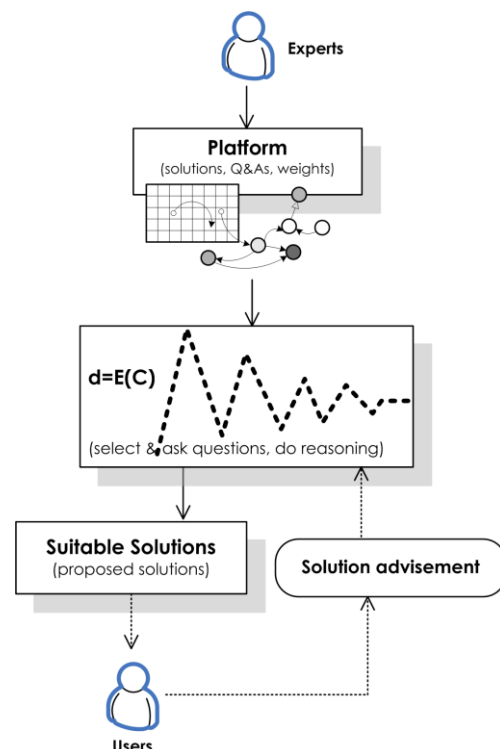 Experts
Platform
(solutions, Q&As, weights)
d=E(C)
(select & ask questions, do reasoning)
Suitable Solutions
(proposed solutions)
Solution advisement
Users